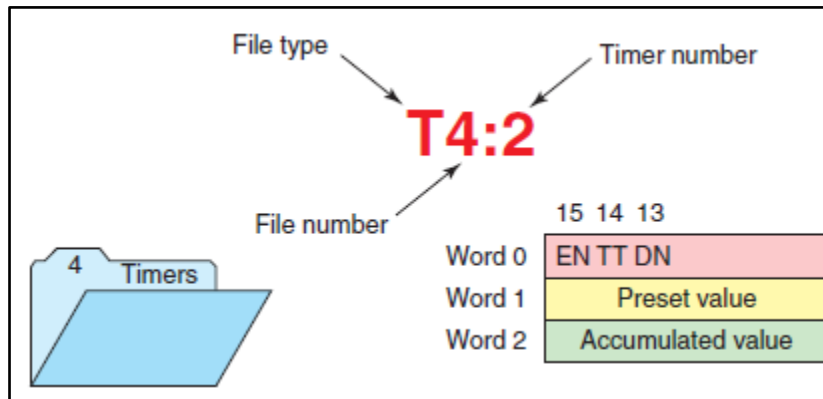 File type
Timer number
T4:2
File number
15 14 13
4
Timers
Word 0
EN TT DN
Word 1
Preset value
Word 2
Accumulated value